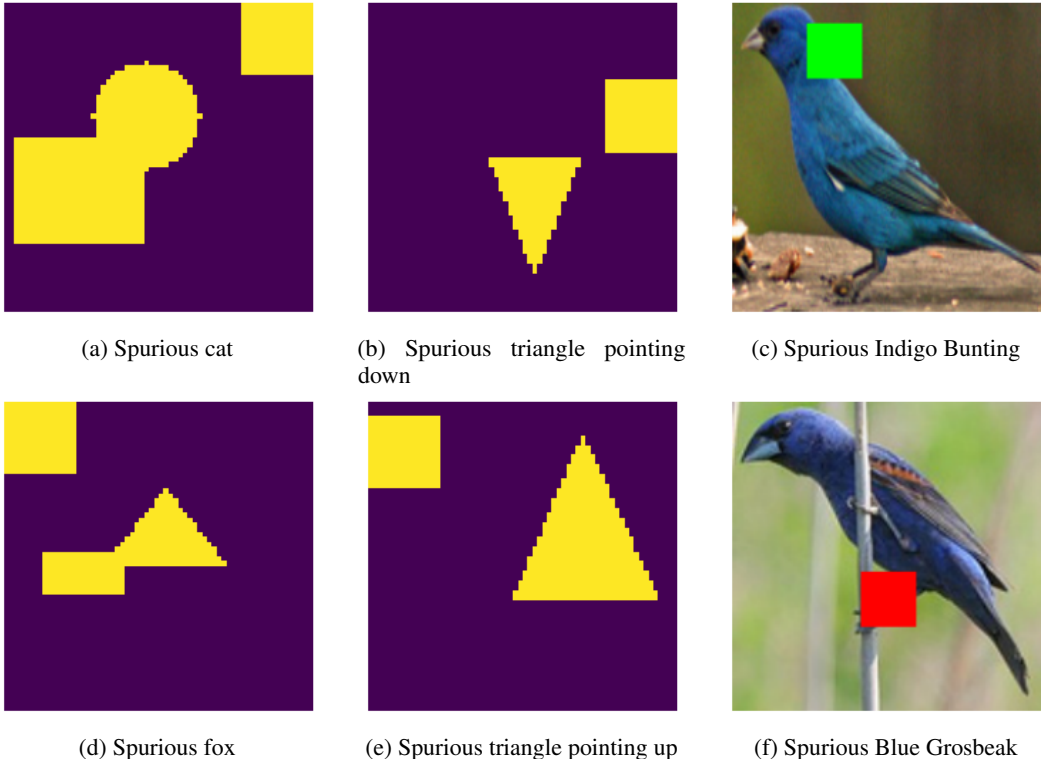 (a) Spurious cat
(b) Spurious triangle pointing
down
(c) Spurious Indigo Bunting
(d) Spurious fox
(e) Spurious triangle pointing up
(f) Spurious Blue Grosbeak